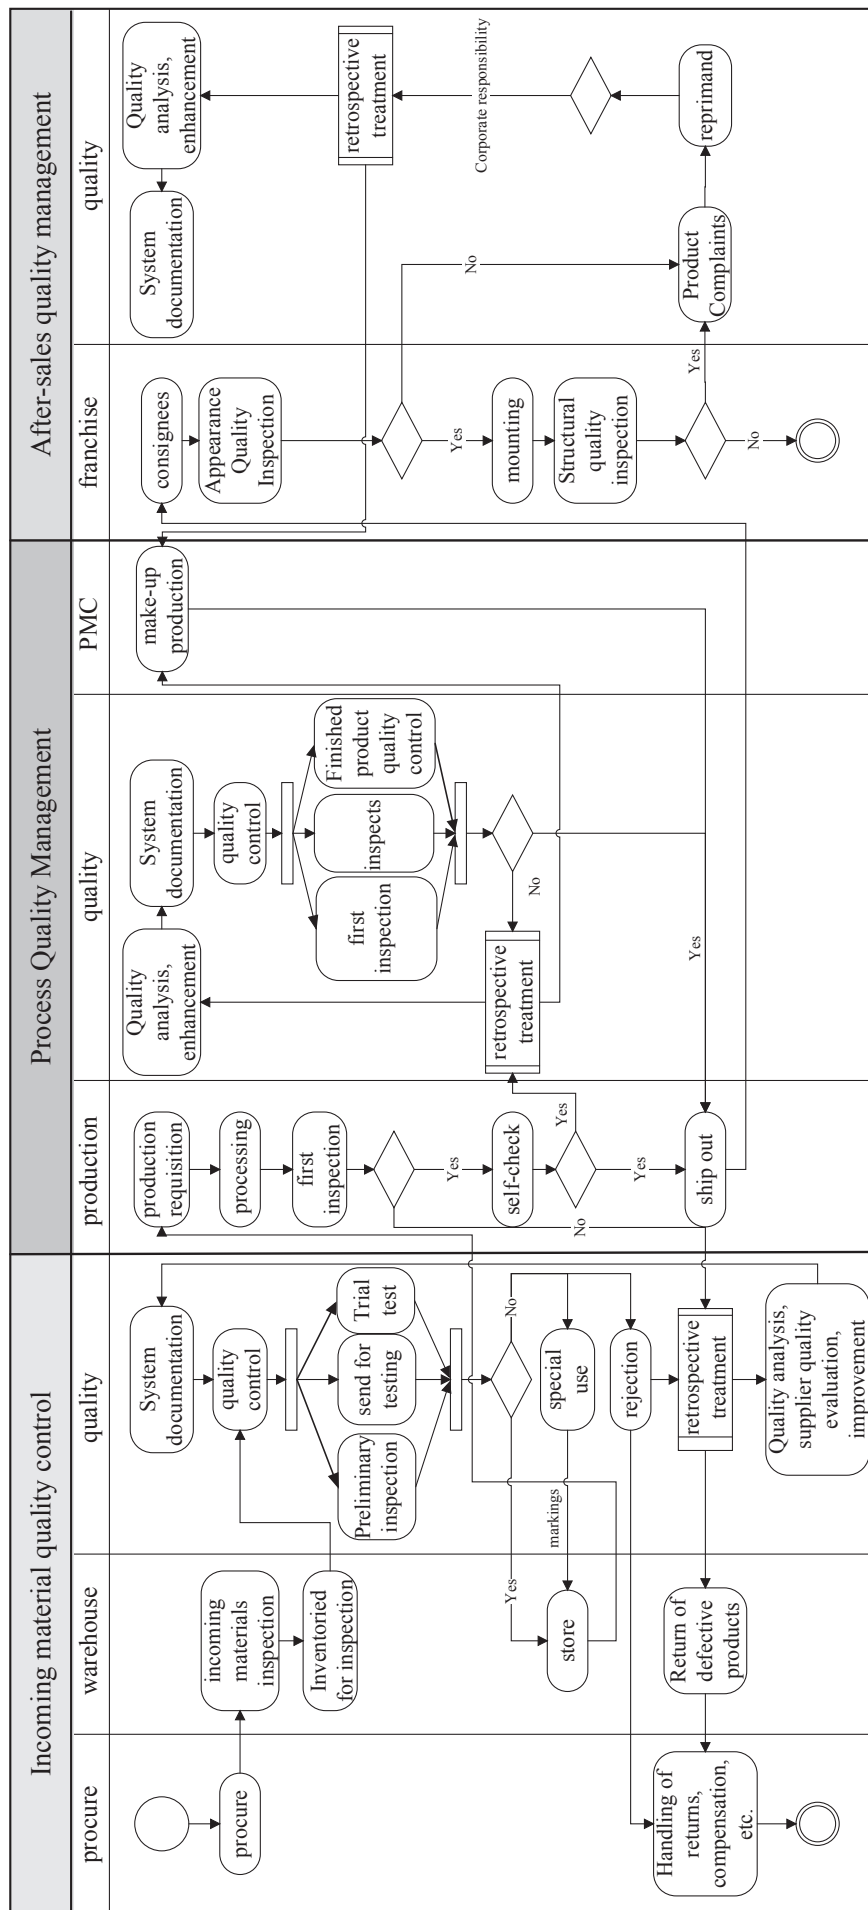 Incoming material quality control
Process Quality Management
After-sales quality management
procure
warehouse
quality
production
quality
PMC
franchise
quality
procure
incoming
materials
inspection
Inventoried
for inspection
System
documentation
quality
control
Preliminary
inspection
send for
testing
Trial
test
Yes
No
store
markings
special
use
rejection
retrospective
treatment
Return of
defective
products
Handling of
returns,
compensation,
etc.
Quality analysis,
supplier quality
evaluation,
improvement
production
requisition
processing
first
inspection
Yes
No
self-check
Yes
Yes
ship out
Quality
analysis,
enhancement
System
documentation
quality
control
first
inspection
inspects
Finished
product
quality
control
No
retrospective
treatment
Yes
make-up
production
consignees
Appearance
Quality
Inspection
Yes
No
mounting
Structural
quality
inspection
Yes
No
System
documentation
Quality
analysis,
enhancement
retrospective
treatment
Corporate responsibility
Product
Complaints
reprimand